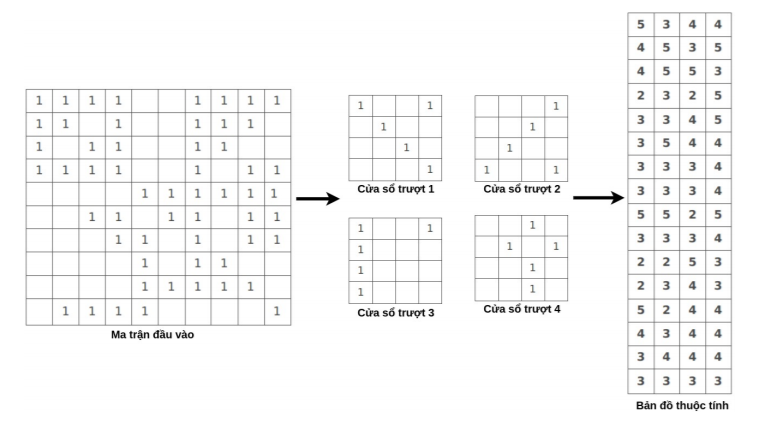 1 1 1 1 1 1 1 1
1 1 1 1 1 1
1 1 1 1 1
1 1 1 1 1 1 1
1 1 1 1 1 1
1 1 1 1 1 1
1 1 1 1 1
1 1 1
1 1 1 1 1
1 1 1 1 1
Ma trận đầu vào
1 1
1
1
1
Cửa sổ trượt 1
1
1
1
1 1
Cửa sổ trượt 2
1 1
1
1
1
Cửa sổ trượt 3
1
1 1
1
1
Cửa sổ trượt 4
5 3 4 4
4 5 3 5
4 5 5 3
2 3 2 5
3 3 4 5
3 5 4 4
3 3 3 4
3 3 3 4
5 5 2 5
3 3 3 4
2 2 5 3
2 3 4 3
5 2 4 4
4 3 4 4
3 4 4 4
3 3 3 3
Bản đồ thuộc tính